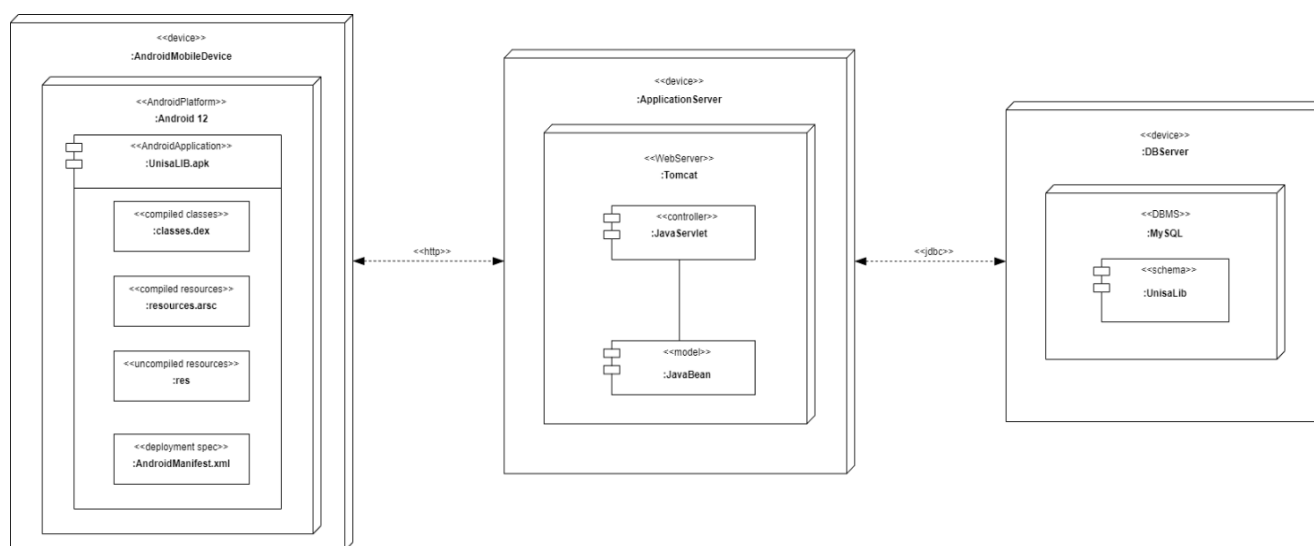 <<device>>
:AndroidMobileDevice
<<AndroidPlatform>>
:Android 12
<<AndroidApplication>>
:UnisaLIB.apk
<<compiled classes>>
:classes.dex
<<compiled resources>>
:resources.arsc
<<uncompiled resources>>
:res
<<deployment spec>>
:AndroidManifest.xml
<<http>>
<<device>>
:ApplicationServer
<<WebServer>>
:Tomcat
<<controller>>
:JavaServlet
<<model>>
:JavaBean
<<jdbc>>
<<device>>
:DBServer
<<DBMS>>
:MySQL
<<schema>>
:UnisaLib